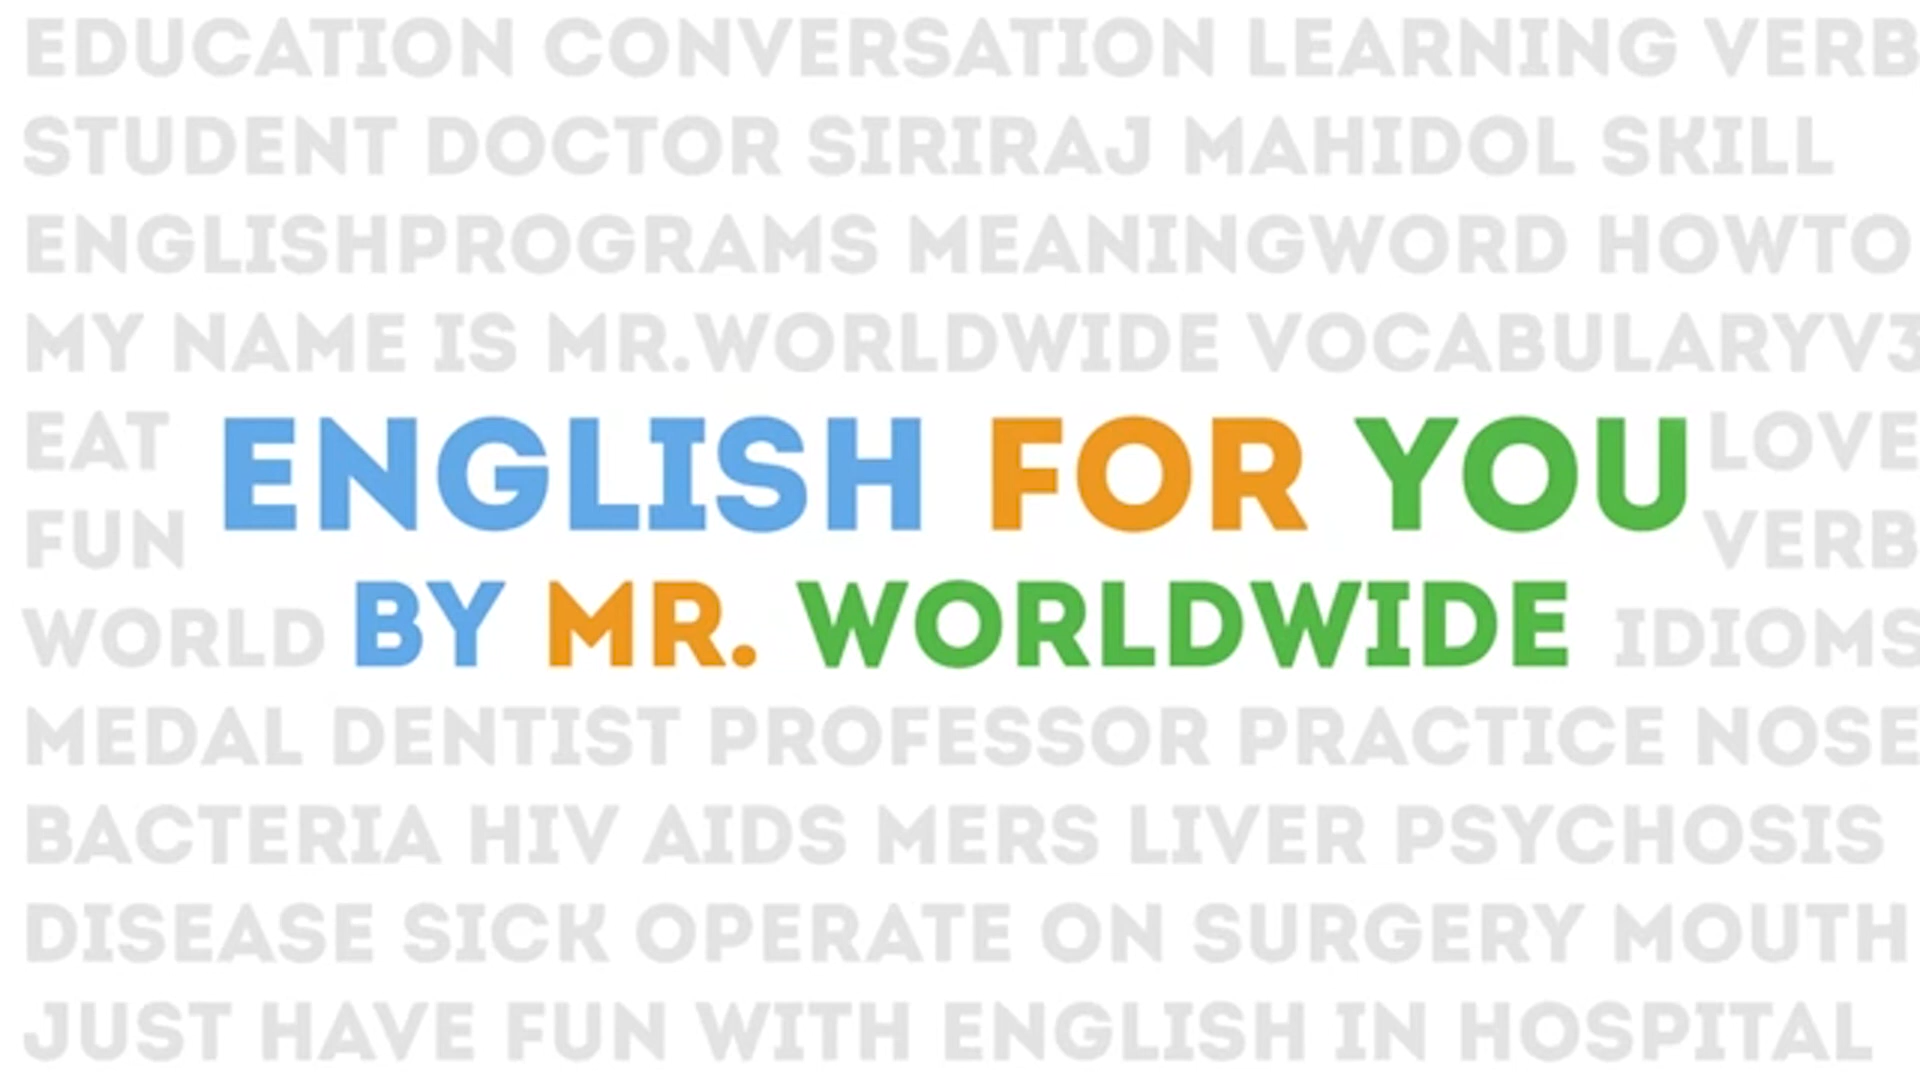 EDUCATION CONVERSATION LEARNING VERB
STUDENT DOCTOR SIRIRAJ MAHIDOL SKILL
ENGLISHPROGRAMS MEANINGWORD HOWTO
MY NAME IS MR.WORLDWIDE VOCABULARYV3
EAT ENGLISH FOR YOU LOVE
FUN VERB
WORLD BY MR. WORLDWIDE IDIOMS
MEDAL DENTIST PROFESSOR PRACTICE NOSE
BACTERIA HIV AIDS MERS LIVER PSYCHOSIS
DISEASE SICK OPERATE ON SURGERY MOUTH
JUST HAVE FUN WITH ENGLISH IN HOSPITAL